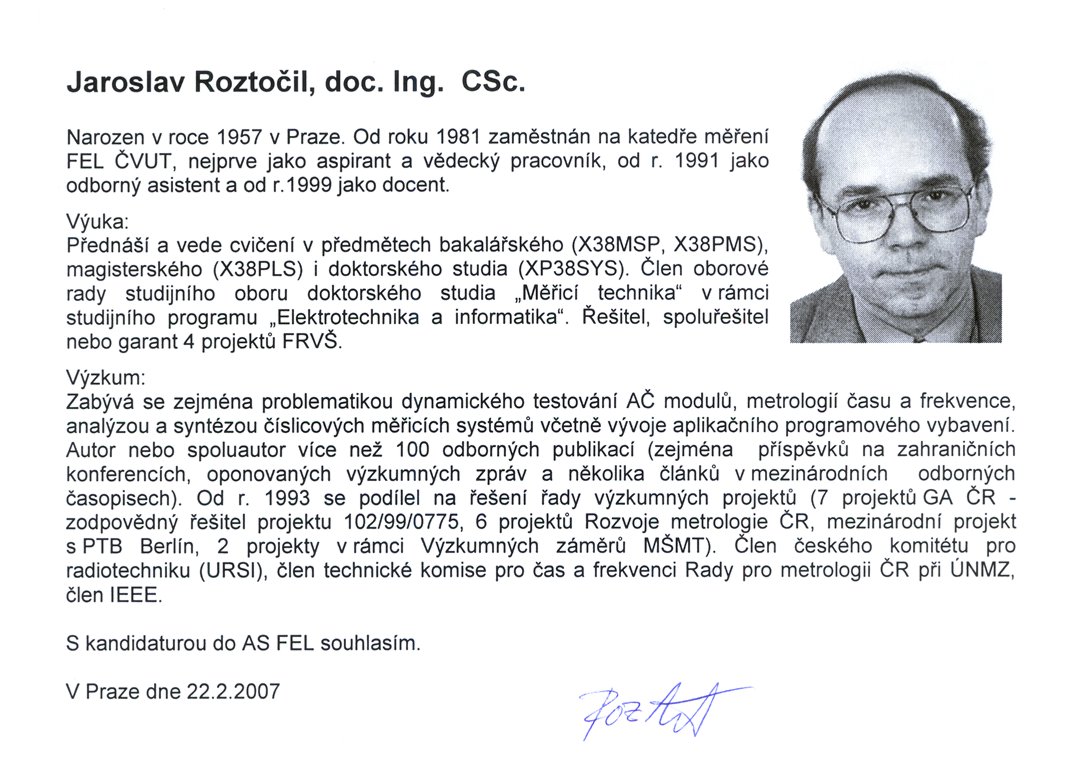 Jaroslav Roztočil, doc. Ing. CSc.
Narozen v roce 1957 v Praze. Od roku 1981 zaměstnán na katedře měření
FEL ČVUT, nejprve jako aspirant a vědecký pracovník, od r. 1991 jako
odborný asistent a od r.1999 jako docent.
Výuka:
Přednáší a vede cvičení v předmětech bakalářského (X38MSP, X38PMS),
magisterského (X38PLS) i doktorského studia (XP38SYS). Člen oborové
rady studijního oboru doktorského studia „Měřicí technika“ v rámci
studijního programu „Elektrotechnika a informatika“. Řešitel, spoluřešitel
nebo garant 4 projektů FRVŠ.
Výzkum:
Zabývá se zejména problematikou dynamického testování AČ modulů, metrologií času a frekvence,
analýzou a syntézou číslicových měřicích systémů včetně vývoje aplikačního programového vybavení.
Autor nebo spoluautor více než 100 odborných publikací (zejména příspěvků na zahraničních
konferencích, oponovaných výzkumných zpráv a několika článků v mezinárodních odborných
časopisech). Od r. 1993 se podílel na řešení řady výzkumných projektů (7 projektů GA ČR -
zodpovědný řešitel projektu 102/99/0775, 6 projektů Rozvoje metrologie ČR, mezinárodní projekt
s PTB Berlín, 2 projekty v rámci Výzkumných záměrů MŠMT). Člen českého komitétu pro
radiotechniku (URSI), člen technické komise pro čas a frekvenci Rady pro metrologii ČR při ÚNMZ,
člen IEEE.
S kandidaturou do AS FEL souhlasím.
V Praze dne 22.2.2007